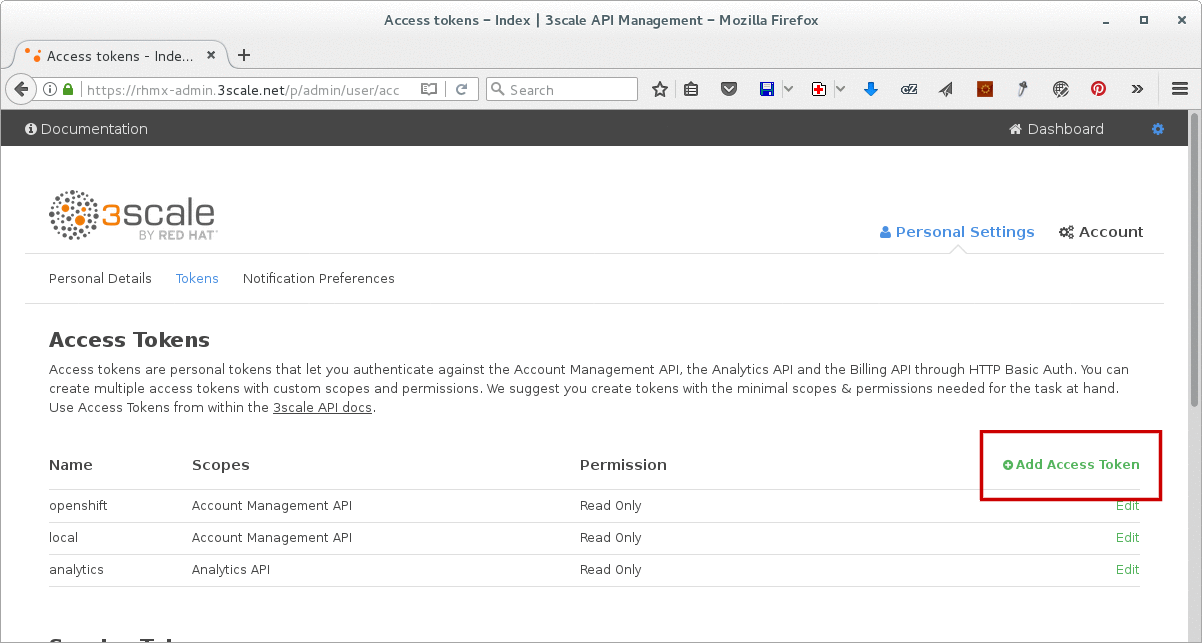 Access tokens – Index | 3scale API Management – Mozilla Firefox
Access tokens - Inde...
https://rhmx-admin.3scale.net/p/admin/user/acc
Search
Documentation
Dashboard
3scale
BY RED HAT
Personal Settings
Account
Personal Details
Tokens
Notification Preferences
Access Tokens
Access tokens are personal tokens that let you authenticate against the Account Management API, the Analytics API and the Billing API through HTTP Basic Auth. You can
create multiple access tokens with custom scopes and permissions. We suggest you create tokens with the minimal scopes & permissions needed for the task at hand.
Use Access Tokens from within the 3scale API docs.
Name Scopes Permission Add Access Token
openshift Account Management API Read Only Edit
local Account Management API Read Only Edit
analytics Analytics API Read Only Edit